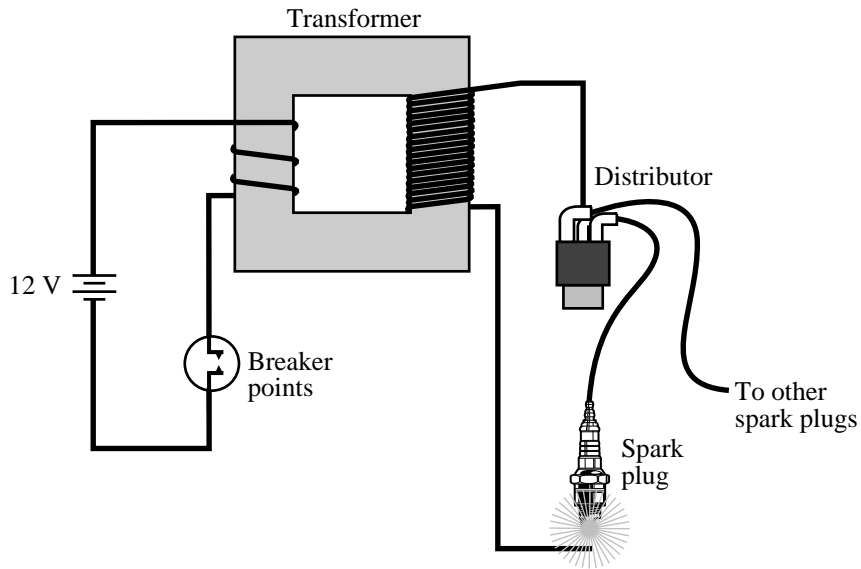 Transformer
Distributor
12 V
Breaker
points
To other
spark plugs
Spark
plug